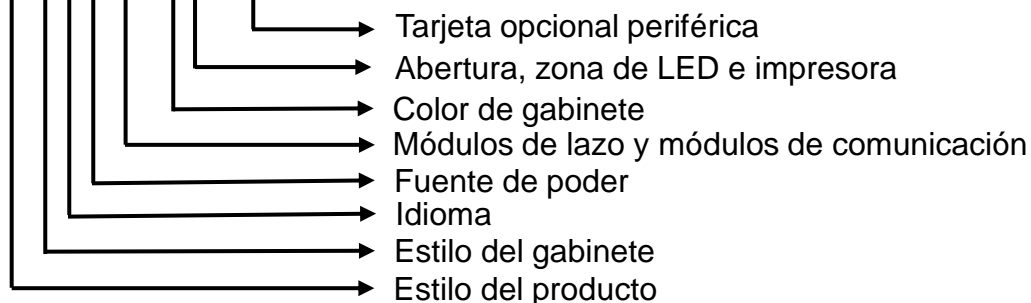 Tarjeta opcional periférica
Abertura, zona de LED e impresora
Color de gabinete
Módulos de lazo y módulos de comunicación
Fuente de poder
Idioma
Estilo del gabinete
Estilo del producto